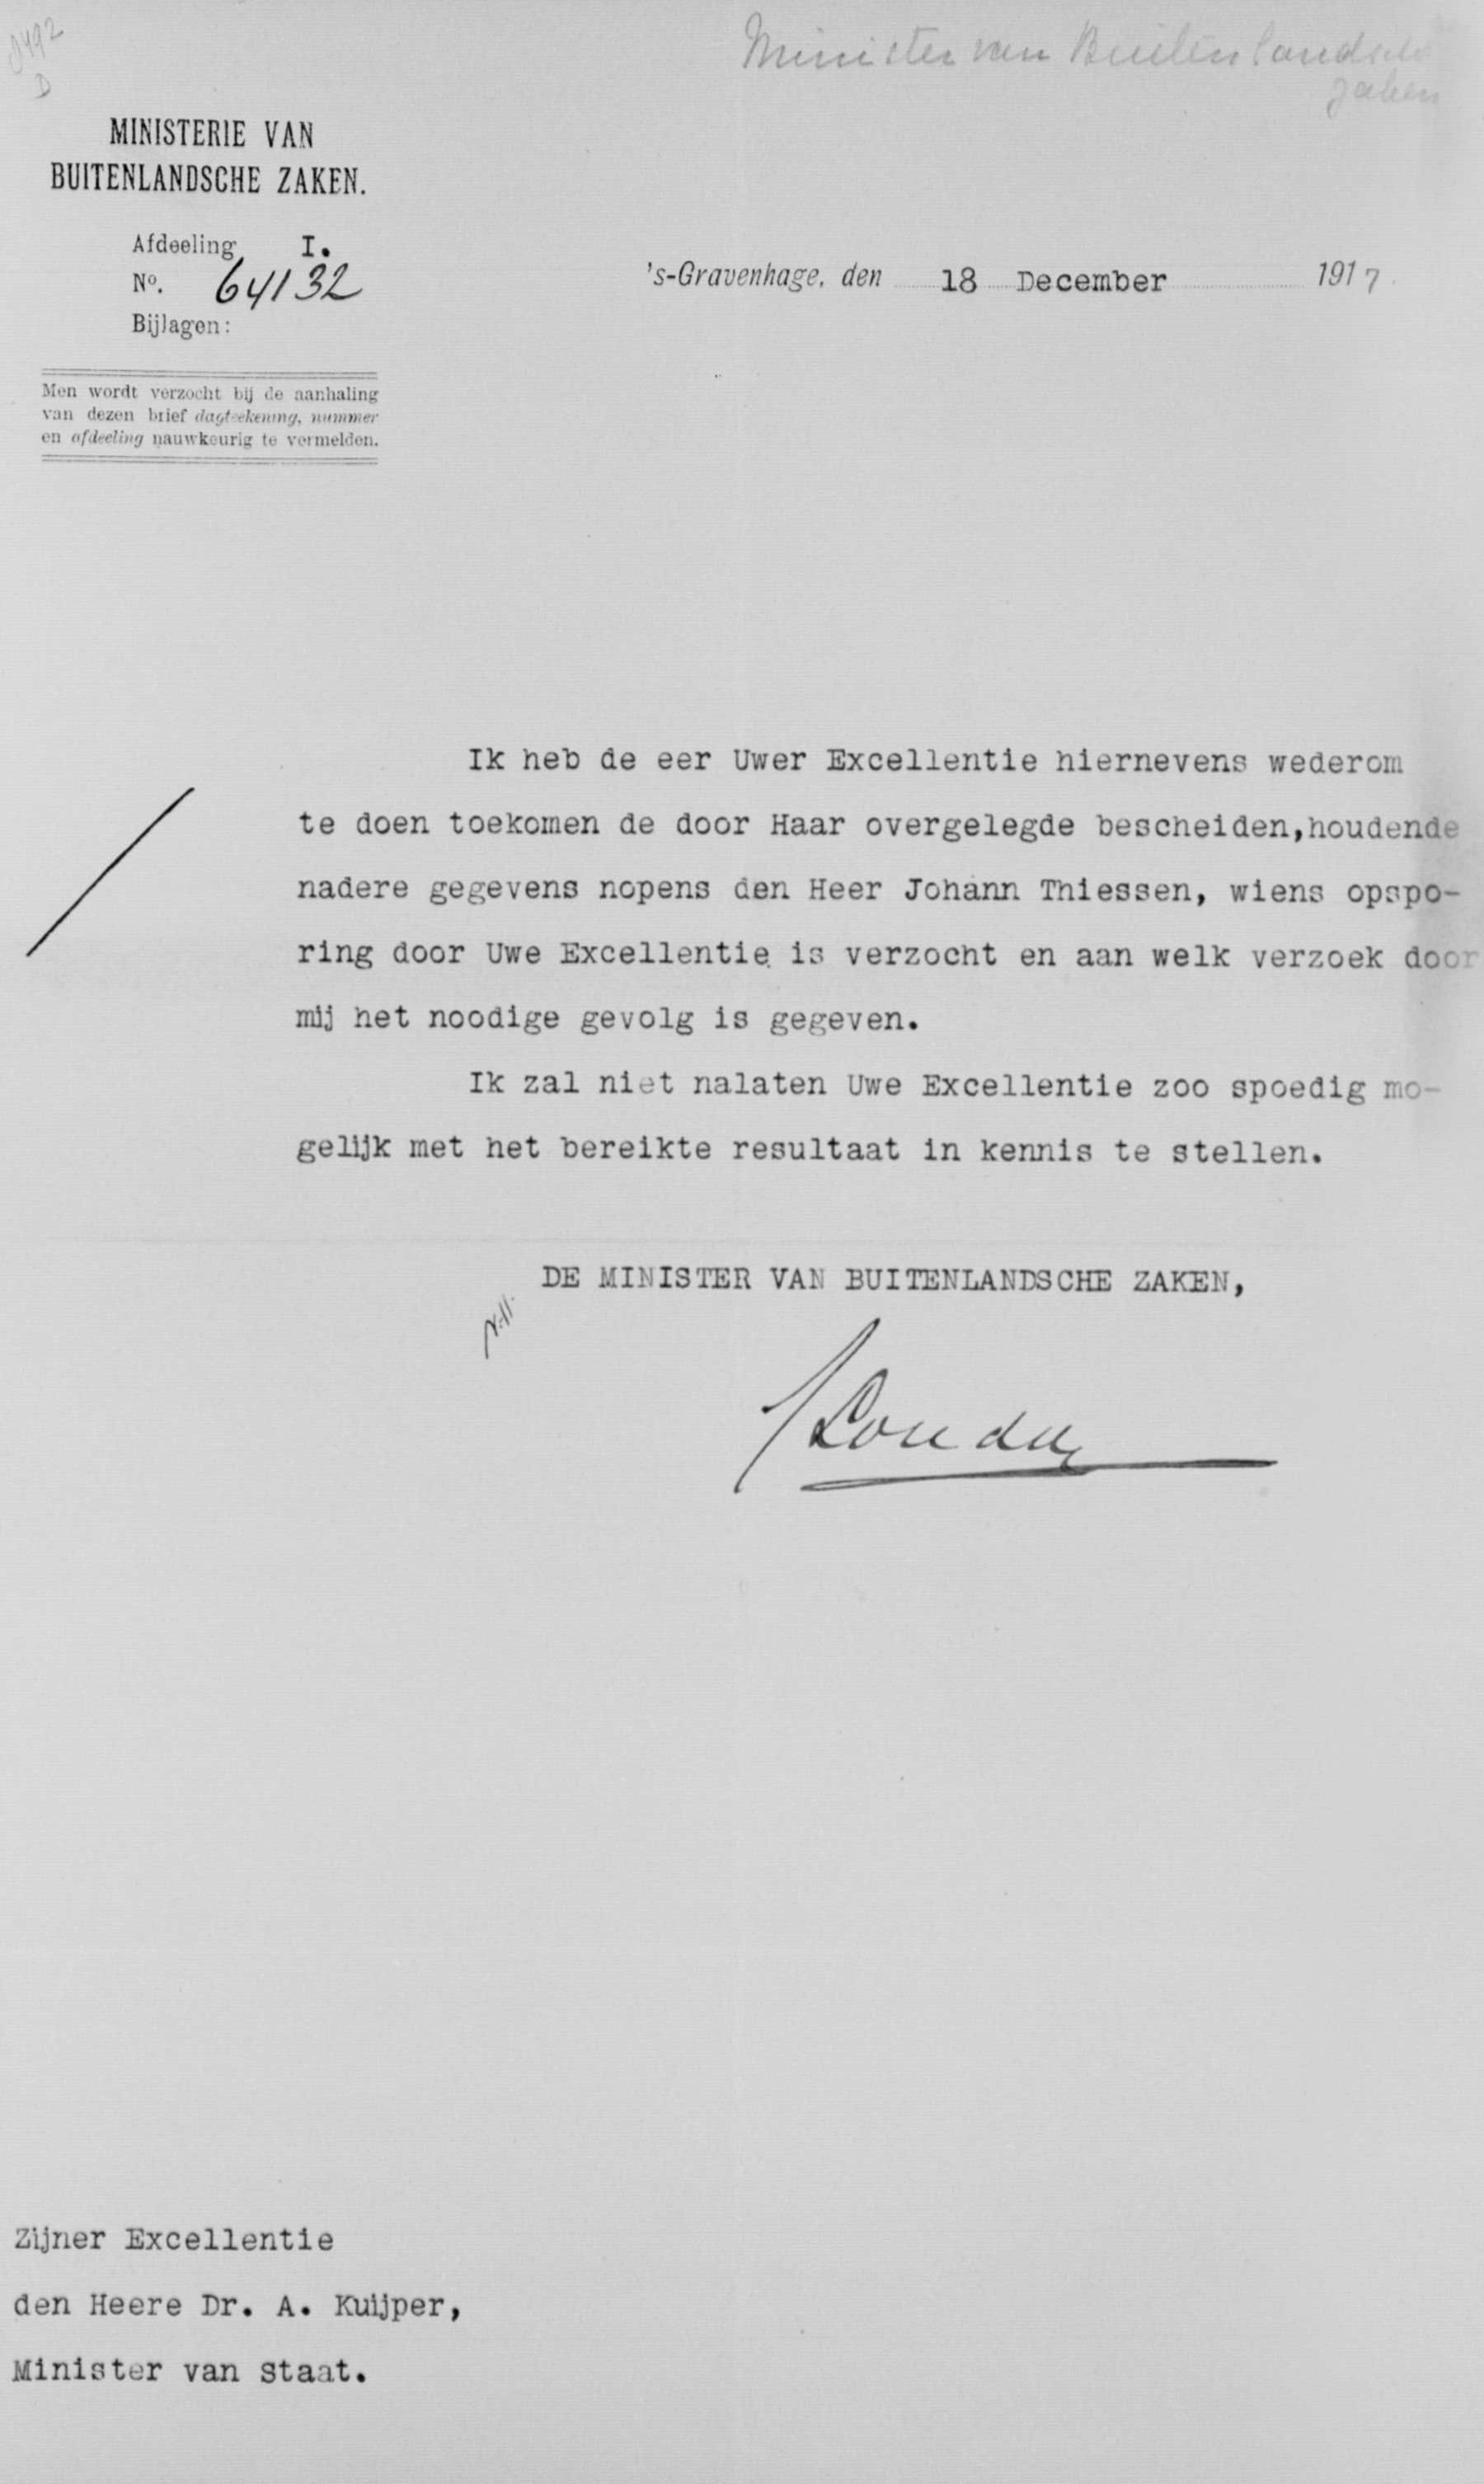 8492
D
Minister van Buitenlandsche
zaken
MINISTERIE VAN
BUITENLANDSCHE ZAKEN.
Afdeeling I.
No. 64132
Bijlagen:
Men wordt verzocht bij de aanhaling
van dezen brief dagteekening, nummer
en afdeeling nauwkeurig te vermelden.
's-Gravenhage, den 18 December 1917.
Ik heb de eer Uwer Excellentie hiernevens wederom
te doen toekomen de door Haar overgelegde bescheiden,houdende
nadere gegevens nopens den Heer Johann Thiessen, wiens opspo-
ring door Uwe Excellentie is verzocht en aan welk verzoek door
mij het noodige gevolg is gegeven.
Ik zal niet nalaten Uwe Excellentie zoo spoedig mo-
gelijk met het bereikte resultaat in kennis te stellen.
DE MINISTER VAN BUITENLANDSCHE ZAKEN,
Loudon
Zijner Excellentie
den Heere Dr. A. Kuijper,
Minister van Staat.